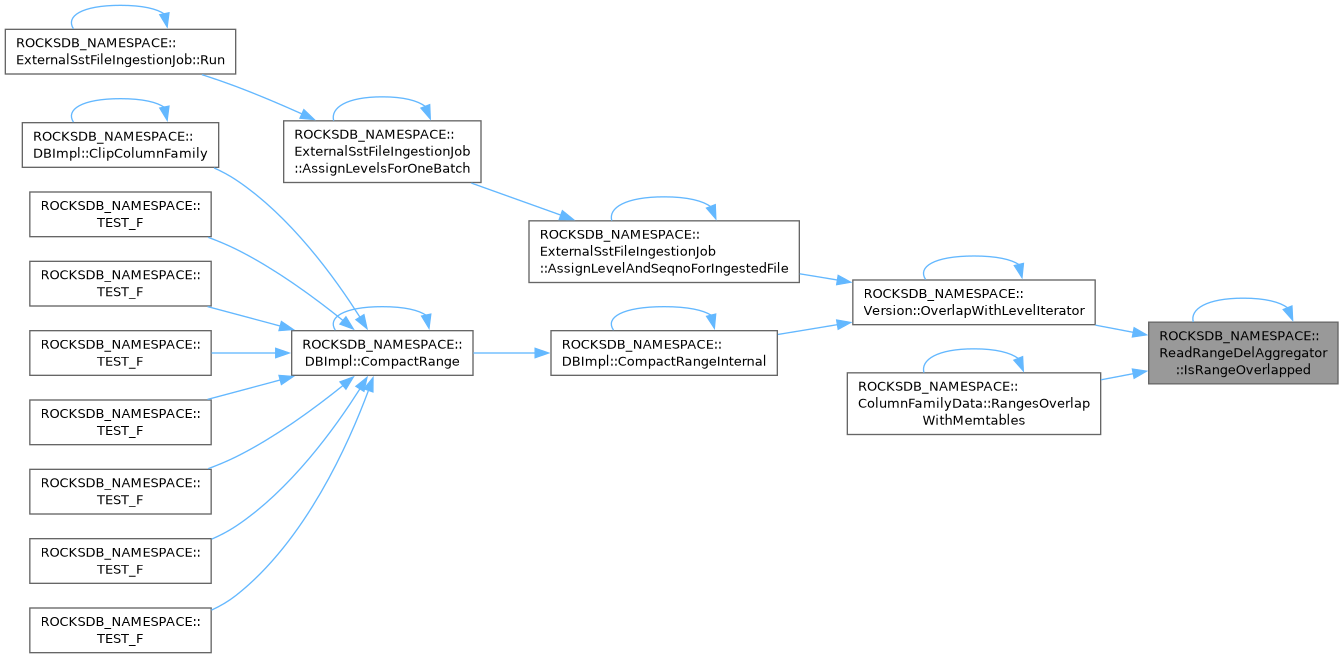 ROCKSDB_NAMESPACE::
ExternalSstFileIngestionJob::Run
ROCKSDB_NAMESPACE::
DBImpl::ClipColumnFamily
ROCKSDB_NAMESPACE::
TEST_F
ROCKSDB_NAMESPACE::
TEST_F
ROCKSDB_NAMESPACE::
TEST_F
ROCKSDB_NAMESPACE::
TEST_F
ROCKSDB_NAMESPACE::
TEST_F
ROCKSDB_NAMESPACE::
TEST_F
ROCKSDB_NAMESPACE::
TEST_F
ROCKSDB_NAMESPACE::
ExternalSstFileIngestionJob
::AssignLevelsForOneBatch
ROCKSDB_NAMESPACE::
DBImpl::CompactRange
ROCKSDB_NAMESPACE::
ExternalSstFileIngestionJob
::AssignLevelAndSeqnoForIngestedFile
ROCKSDB_NAMESPACE::
DBImpl::CompactRangeInternal
ROCKSDB_NAMESPACE::
Version::OverlapWithLevelIterator
ROCKSDB_NAMESPACE::
ColumnFamilyData::RangesOverlap
WithMemtables
ROCKSDB_NAMESPACE::
ReadRangeDelAggregator
::IsRangeOverlapped